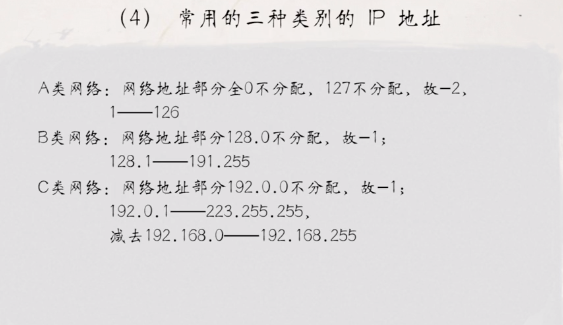 (4) 常用的三种类别的 IP 地址
A类网络：网络地址部分全0不分配，127不分配，故-2，
1——126
B类网络：网络地址部分128.0不分配，故-1；
128.1——191.255
C类网络：网络地址部分192.0.0不分配，故-1；
192.0.1——223.255.255，
减去192.168.0——192.168.255